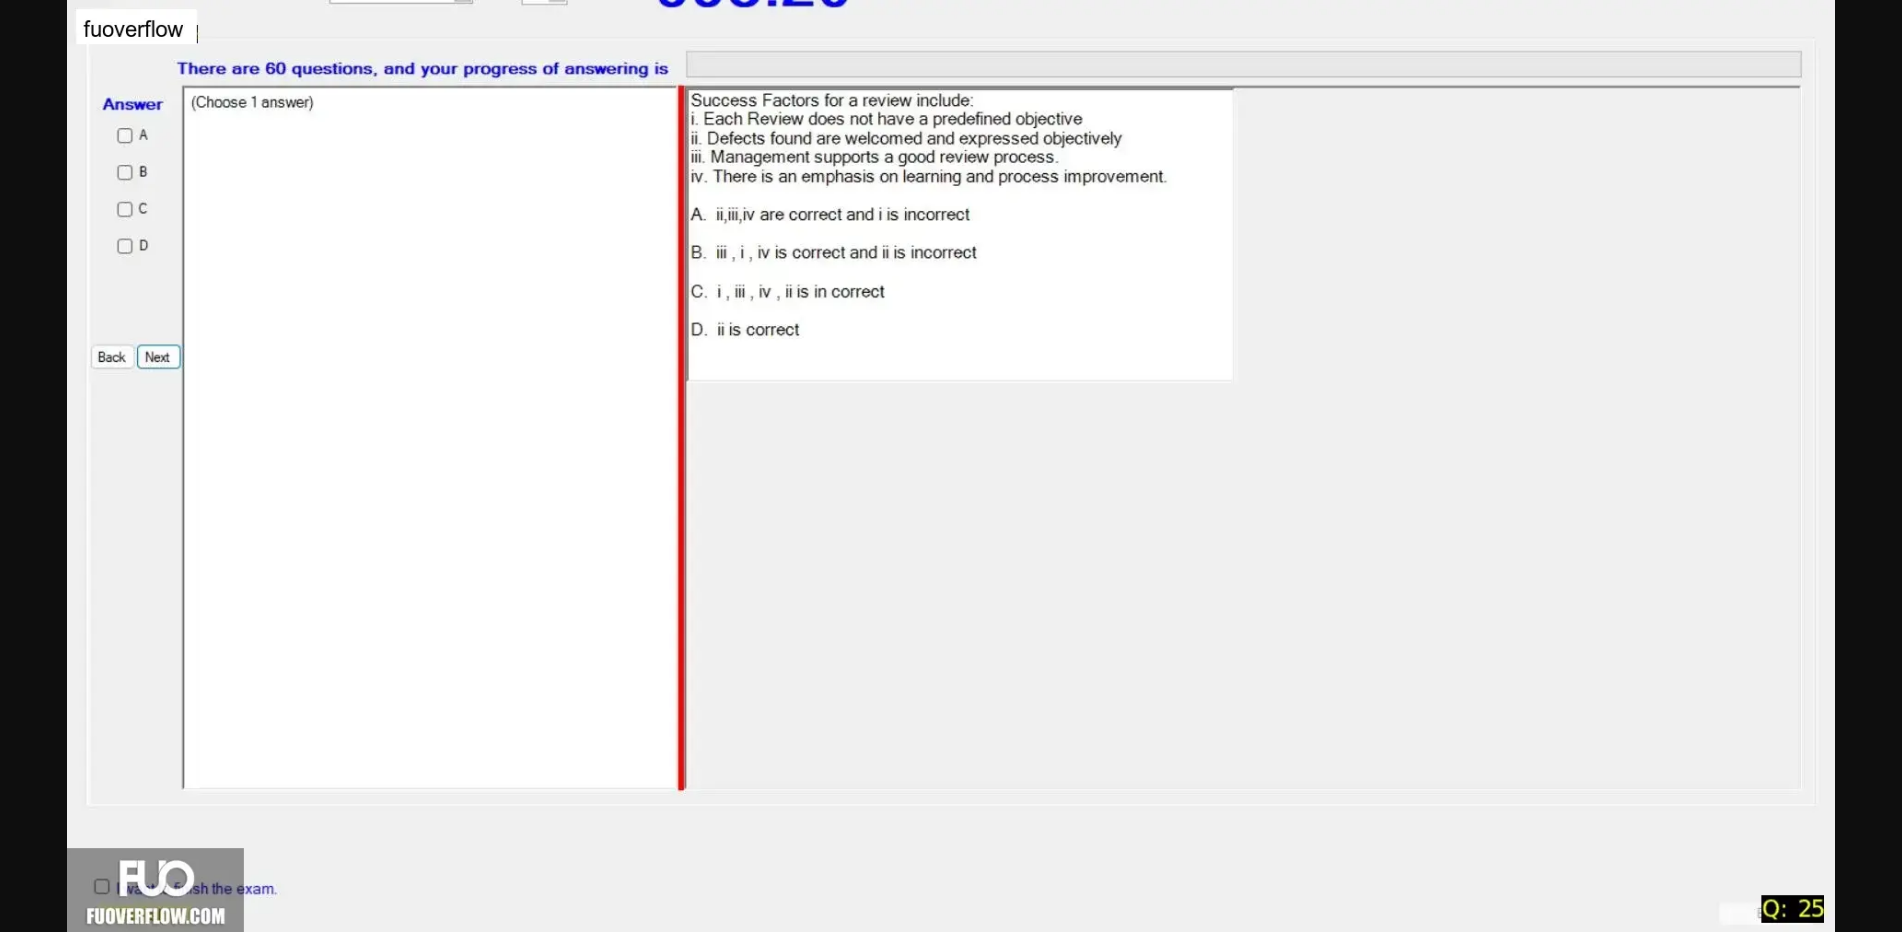 fuoverflow
There are 60 questions, and your progress of answering is
Answer
(Choose 1 answer)
A
B
C
D
Back
Next
Success Factors for a review include:
i. Each Review does not have a predefined objective
ii. Defects found are welcomed and expressed objectively
iii. Management supports a good review process.
iv. There is an emphasis on learning and process improvement.
A. ii,iii,iv are correct and i is incorrect
B. iii , i , iv is correct and ii is incorrect
C. i , iii , iv , ii is in correct
D. ii is correct
FUO
the exam.
FUOVERFLOW.COM
Q: 25